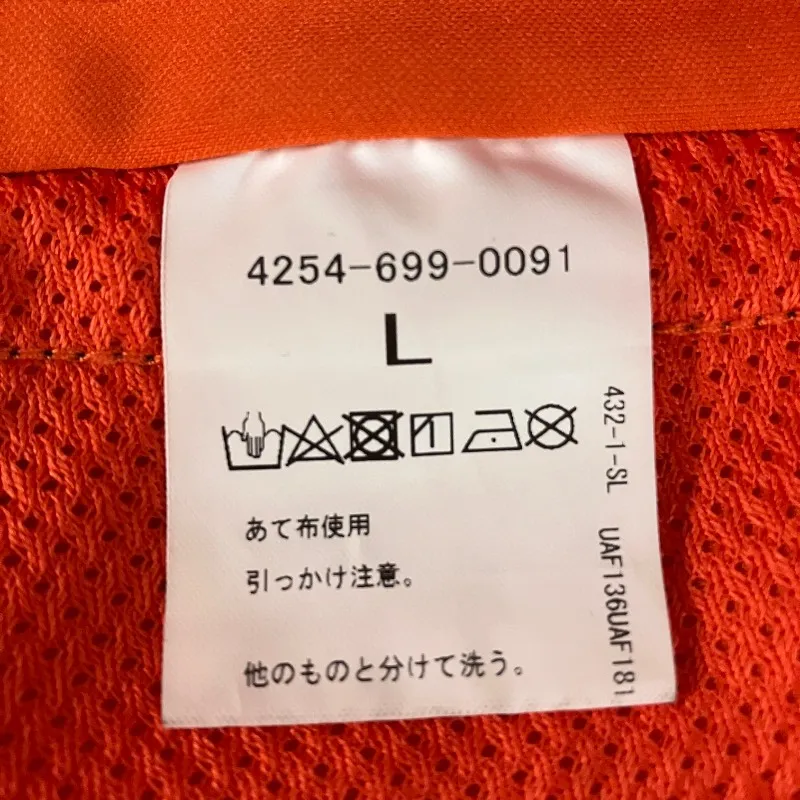 4254-699-0091
L
あて布使用
引っかけ注意。
他のものと分けて洗う。
432-1-SL UAF136UAF181